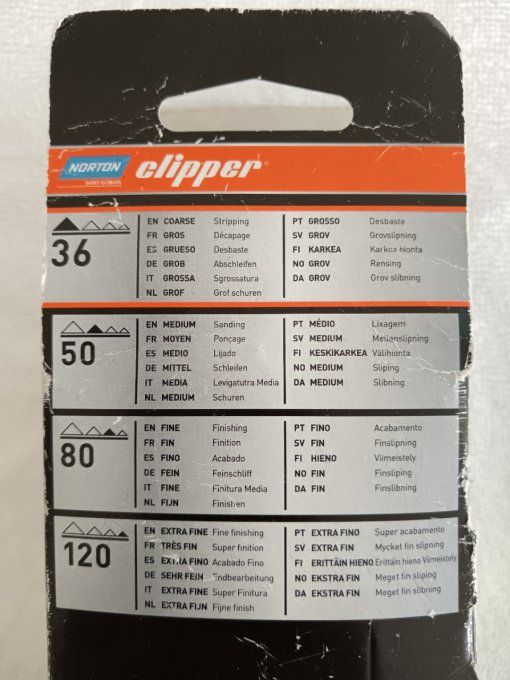 NORTON clipper®
SAINT-GOBAIN
36
EN COARSE Stripping
FR GROS Décapage
ES GRUESO Desbaste
DE GROB Abschleifen
IT GROSSA Sgrossatura
NL GROF Grof schuren
PT GROSSO Desbaste
SV GROV Grovslipning
FI KARKEA Karkea hionta
NO GROV Rensing
DA GROV Grov slibning
50
EN MEDIUM Sanding
FR MOYEN Ponçage
ES MEDIO Lijado
DE MITTEL Schleifen
IT MEDIA Levigatutra Media
NL MEDIUM Schuren
PT MÉDIO Lixagem
SV MEDIUM Mellanslipning
FI KESKIKARKEA Välihionta
NO MEDIUM Sliping
DA MEDIUM Slibning
80
EN FINE Finishing
FR FIN Finition
ES FINO Acabado
DE FEIN Feinschliff
IT FINE Finitura Media
NL FIJN Finishen
PT FINO Acabamento
SV FIN Finslipning
FI HIENO Viimeistely
NO FIN Finsliping
DA FIN Finslibning
120
EN EXTRA FINE Fine finishing
FR TRÈS FIN Super finition
ES EXTRA FINO Acabado Fino
DE SEHR FEIN Endbearbeitung
IT EXTRA FINE Super Finitura
NL EXTRA FIJN Fijne finish
PT EXTRA FINO Super acabamento
SV EXTRA FIN Mycket fin slipning
FI ERITTÄIN HIENO Erittäin hieno Viimeistely
NO EKSTRA FIN Meget fin sliping
DA EKSTRA FIN Meget fin slibning